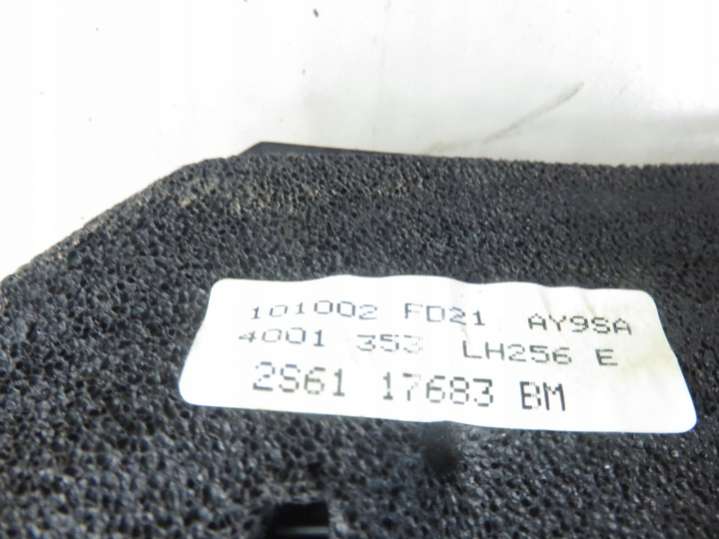 101002 FD21 AY9SA
4001 353 LH256 E
2S61 17683 BM